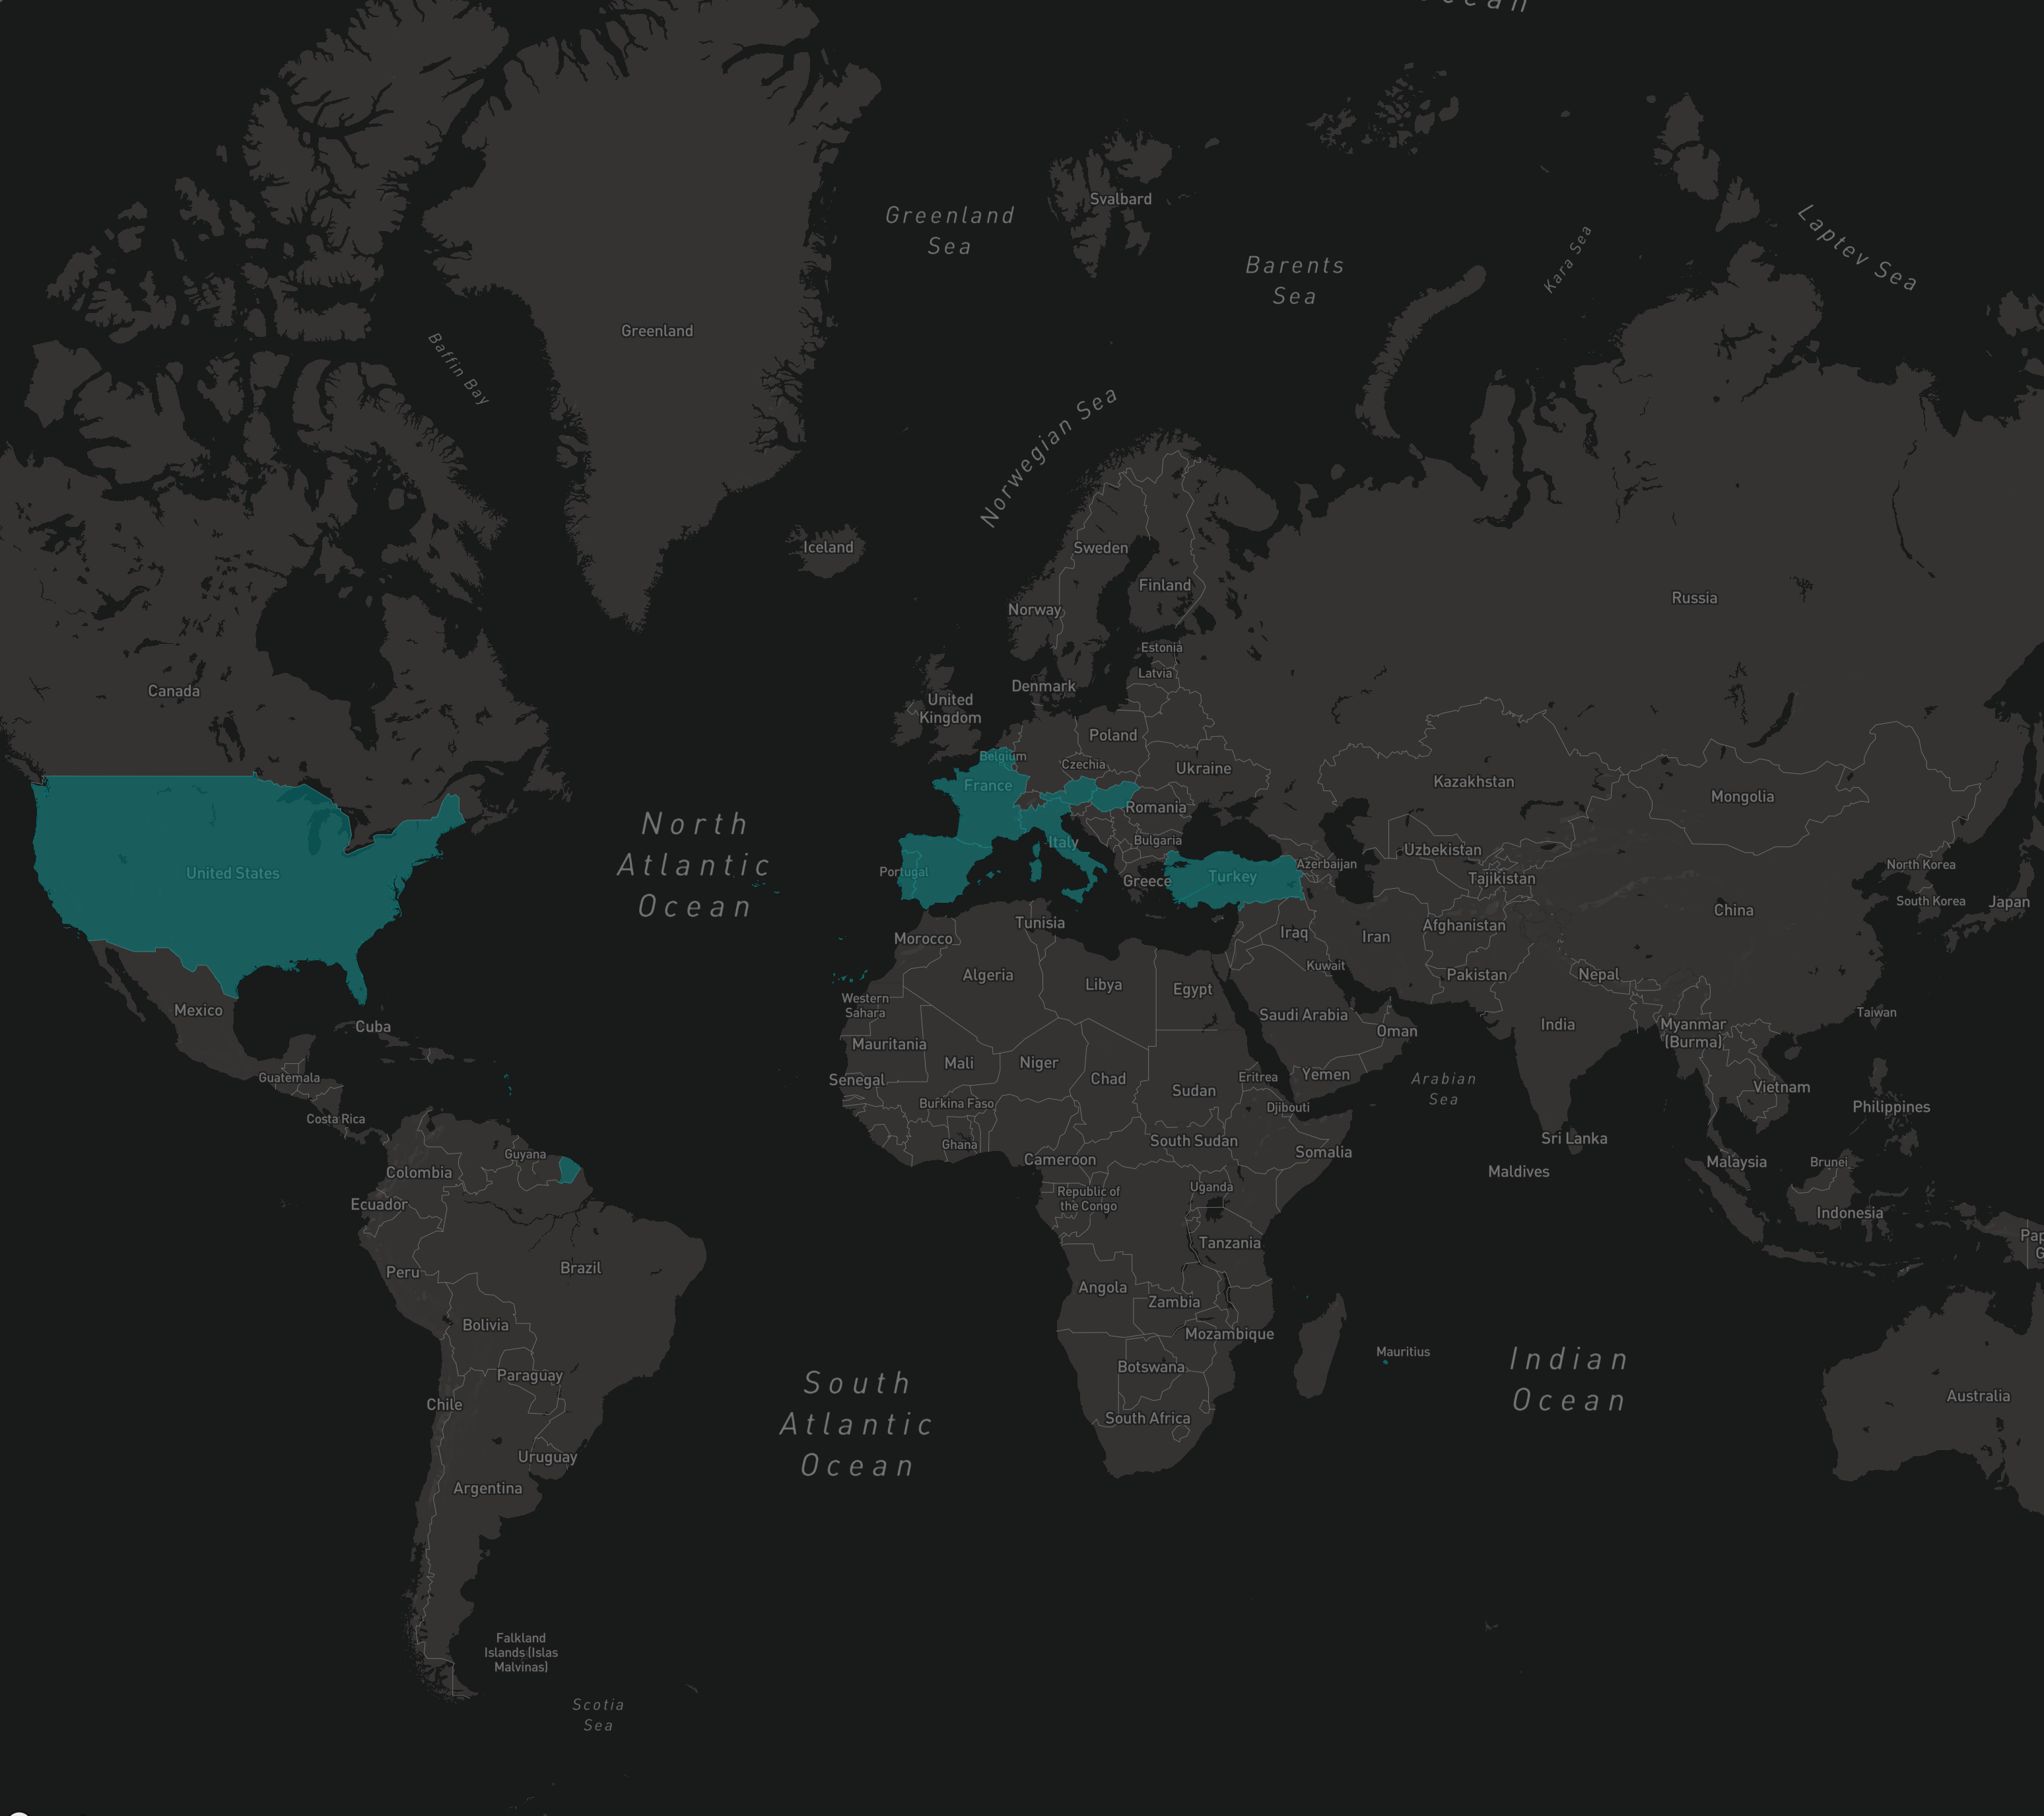 Greenland
Sea
Svalbard
Barents
Sea
Kara Sea
Laptev Sea
Greenland
Baffin Bay
Norwegian Sea
Iceland
Sweden
Finland
Norway
Russia
Estonia
Latvia
Denmark
Canada
United
Kingdom
Poland
Belgium
Czechia
Ukraine
France
Kazakhstan
Mongolia
Romania
North
Atlantic
Ocean
Italy
Bulgaria
Uzbekistan
Azerbaijan
North Korea
United States
Portugal
Greece
Turkey
Tajikistan
South Korea
Japan
China
Tunisia
Morocco
Iraq
Iran
Afghanistan
Kuwait
Algeria
Libya
Egypt
Pakistan
Nepal
Western
Sahara
Mexico
Cuba
Saudi Arabia
Oman
India
Myanmar
(Burma)
Taiwan
Mauritania
Mali
Niger
Guatemala
Senegal
Chad
Sudan
Eritrea
Yemen
Arabian
Sea
Vietnam
Burkina Faso
Djibouti
Philippines
Costa Rica
Ghana
South Sudan
Sri Lanka
Guyana
Cameroon
Somalia
Malaysia
Brunei
Colombia
Maldives
Republic of
the Congo
Uganda
Ecuador
Indonesia
Tanzania
Peru
Brazil
Angola
Zambia
Bolivia
Mozambique
Mauritius
Indian
Ocean
Botswana
Paraguay
South
Atlantic
Ocean
Chile
Australia
South Africa
Uruguay
Argentina
Falkland
Islands (Islas
Malvinas)
Scotia
Sea